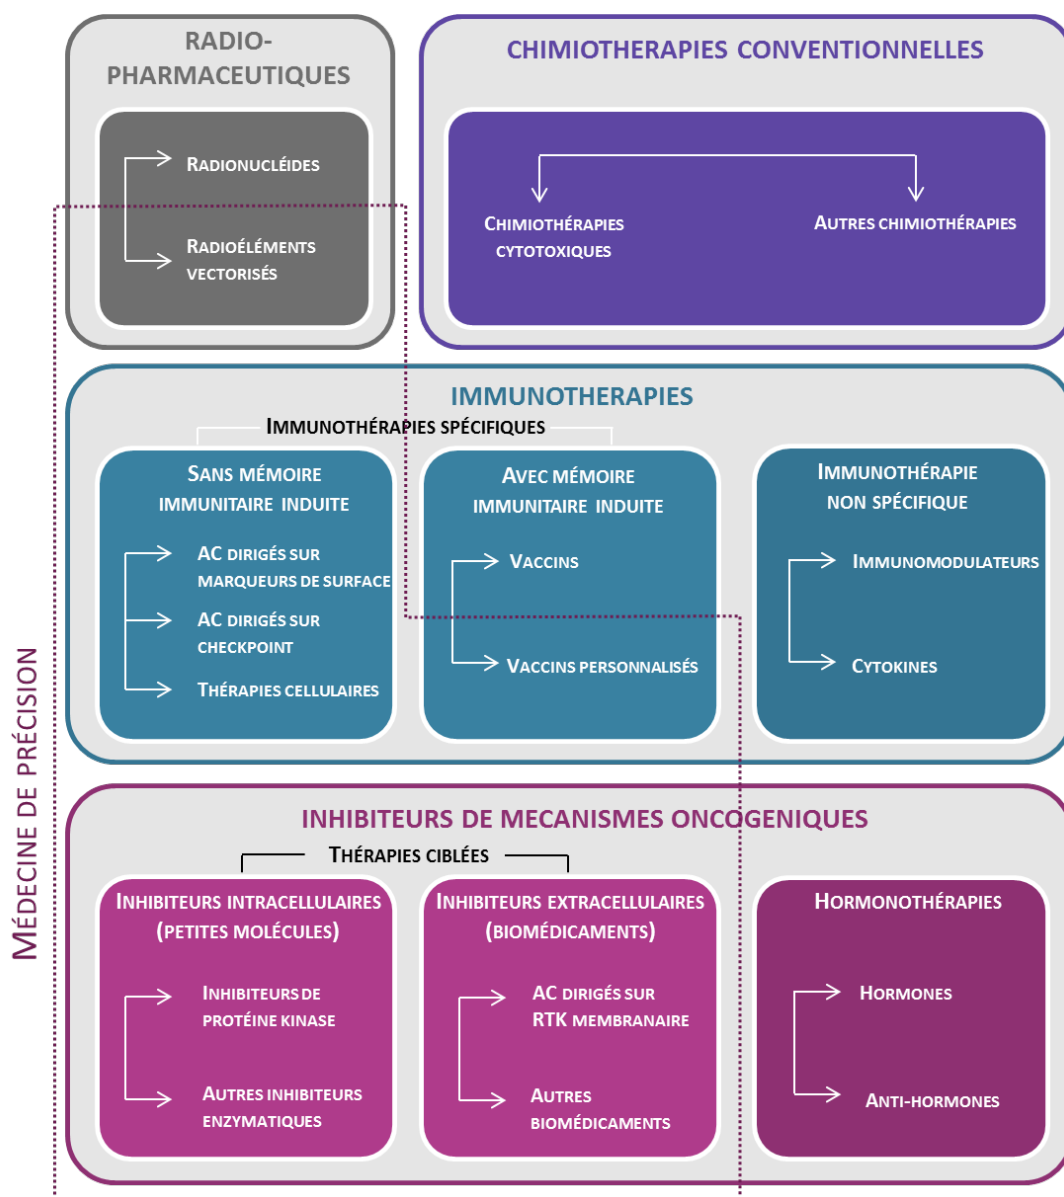 RADIO-
PHARMACEUTIQUES
RADIONUCLÉIDES
RADIOÉLÉMENTS
VECTORISÉS
CHIMIOTHERAPIES CONVENTIONNELLES
CHIMIOTHÉRAPIES
CYTOTOXIQUES
AUTRES CHIMIOTHÉRAPIES
IMMUNOTHERAPIES
IMMUNOTHÉRAPIES SPÉCIFIQUES
SANS MÉMOIRE
IMMUNITAIRE INDUITE
AC DIRIGÉS SUR
MARQUEURS DE SURFACE
AC DIRIGÉS SUR
CHECKPOINT
THÉRAPIES CELLULAIRES
AVEC MÉMOIRE
IMMUNITAIRE INDUITE
VACCINS
VACCINS PERSONNALISÉS
IMMUNOTHÉRAPIE
NON SPÉCIFIQUE
IMMUNOMODULATEURS
CYTOKINES
MÉDECINE DE PRÉCISION
INHIBITEURS DE MECANISMES ONCOGENIQUES
THÉRAPIES CIBLÉES
INHIBITEURS INTRACELLULAIRES
(PETITES MOLÉCULES)
INHIBITEURS DE
PROTÉINE KINASE
AUTRES INHIBITEURS
ENZYMATIQUES
INHIBITEURS EXTRACELLULAIRES
(BIOMÉDICAMENTS)
AC DIRIGÉS SUR
RTK MEMBRANAIRE
AUTRES
BIOMÉDICAMENTS
HORMONOTHÉRAPIES
HORMONES
ANTI-HORMONES